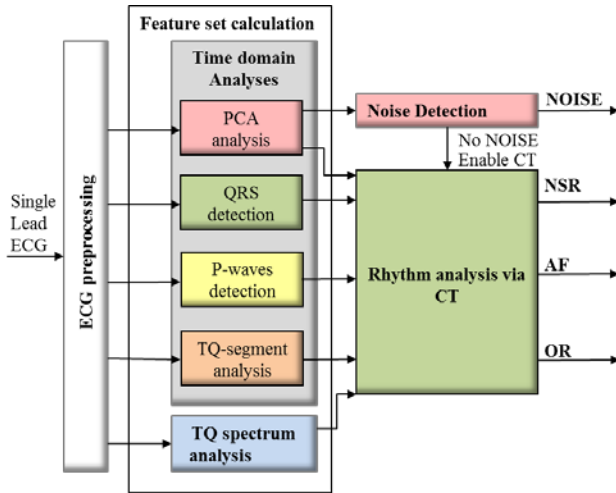 Feature set calculation
Time domain
Analyses
PCA
analysis
Noise Detection
NOISE
No NOISE
Enable CT
QRS
detection
NSR
Single
Lead
ECG
ECG preprocessing
P-waves
detection
Rhythm analysis via
CT
AF
TQ-segment
analysis
OR
TQ spectrum
analysis